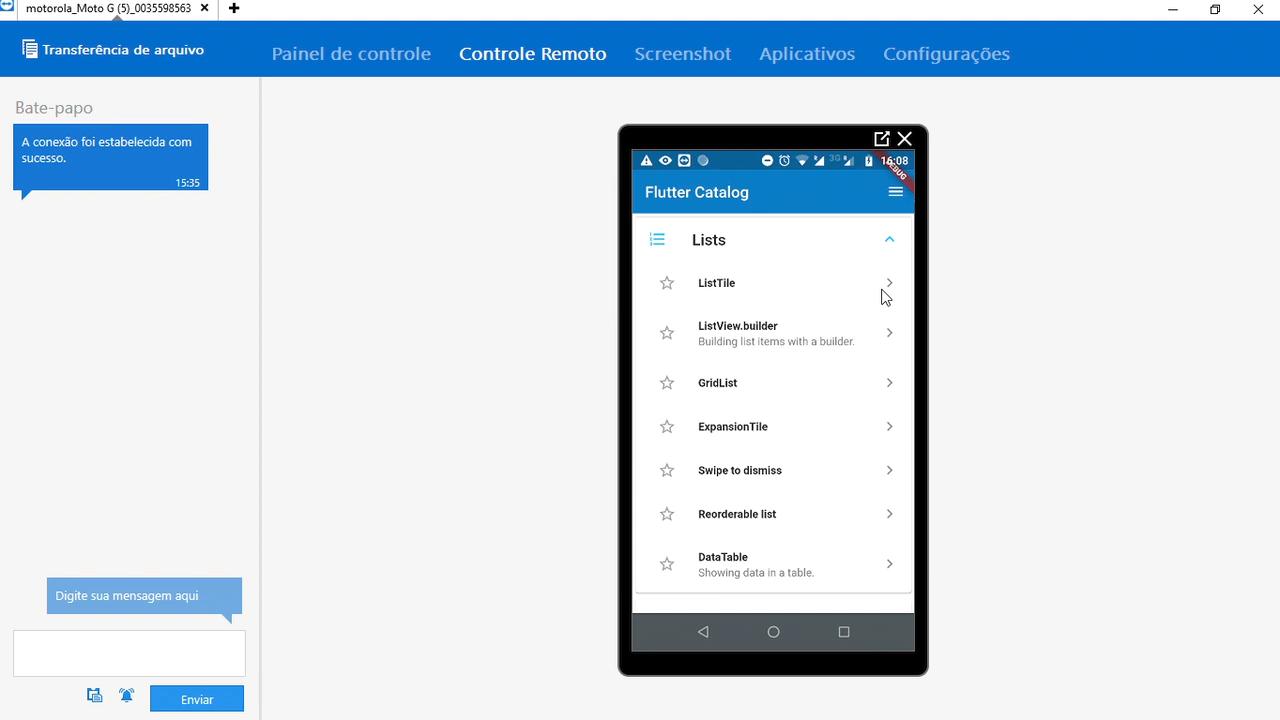 motorola_Moto G (5)_0035598563
Transferência de arquivo
Painel de controle
Controle Remoto
Screenshot
Aplicativos
Configurações
Bate-papo
A conexão foi estabelecida com
sucesso.
15:35
3G
16:08
DEBUG
Flutter Catalog
Lists
ListTile
ListView.builder
Building list items with a builder.
GridList
ExpansionTile
Swipe to dismiss
Reorderable list
DataTable
Showing data in a table.
Digite sua mensagem aqui
Enviar